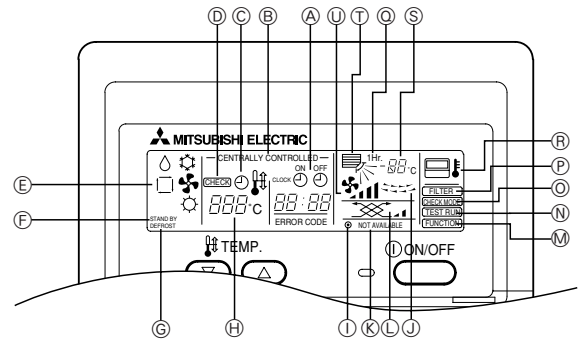 D C B A U T Q S
MITSUBISHI ELECTRIC
CENTRALLY CONTROLLED
ON OFF
CHECK CLOCK
888°C 88:88
ERROR CODE
1Hr.
88°C
NOT AVAILABLE
STAND BY
DEFROST
FILTER
CHECK MODE
TEST RUN
FUNCTION
TEMP.
ON/OFF
E
F
R
P
O
N
M
G H I K L J